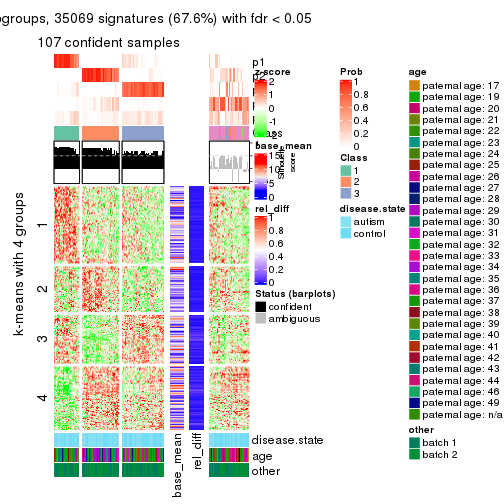 ogroups, 35069 signatures (67.6%) with fdr < 0.05
107 confident samples
p1
z-score
2
1
0
-1
-2
base_mean
15
10
5
0
Silhouette
score
rel_diff
1
0.8
0.6
0.4
0.2
0
Status (barplots)
confident
ambiguous
Prob
1
0.8
0.6
0.4
0.2
0
Class
1
2
3
disease.state
autism
control
age
paternal age: 17
paternal age: 19
paternal age: 20
paternal age: 21
paternal age: 22
paternal age: 23
paternal age: 24
paternal age: 25
paternal age: 26
paternal age: 27
paternal age: 28
paternal age: 29
paternal age: 30
paternal age: 31
paternal age: 32
paternal age: 33
paternal age: 34
paternal age: 35
paternal age: 36
paternal age: 37
paternal age: 38
paternal age: 39
paternal age: 40
paternal age: 41
paternal age: 42
paternal age: 43
paternal age: 44
paternal age: 46
paternal age: 49
paternal age: n/a
other
batch 1
batch 2
k-means with 4 groups
1
2
3
4
disease.state
age
other
base_mean
rel_diff